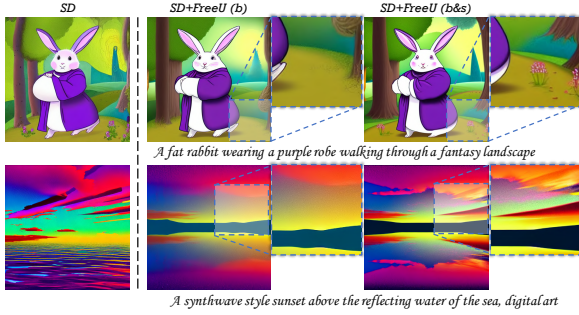 SD
SD+FreeU (b)
SD+FreeU (b&s)
A fat rabbit wearing a purple robe walking through a fantasy landscape
A synthwave style sunset above the reflecting water of the sea, digital art